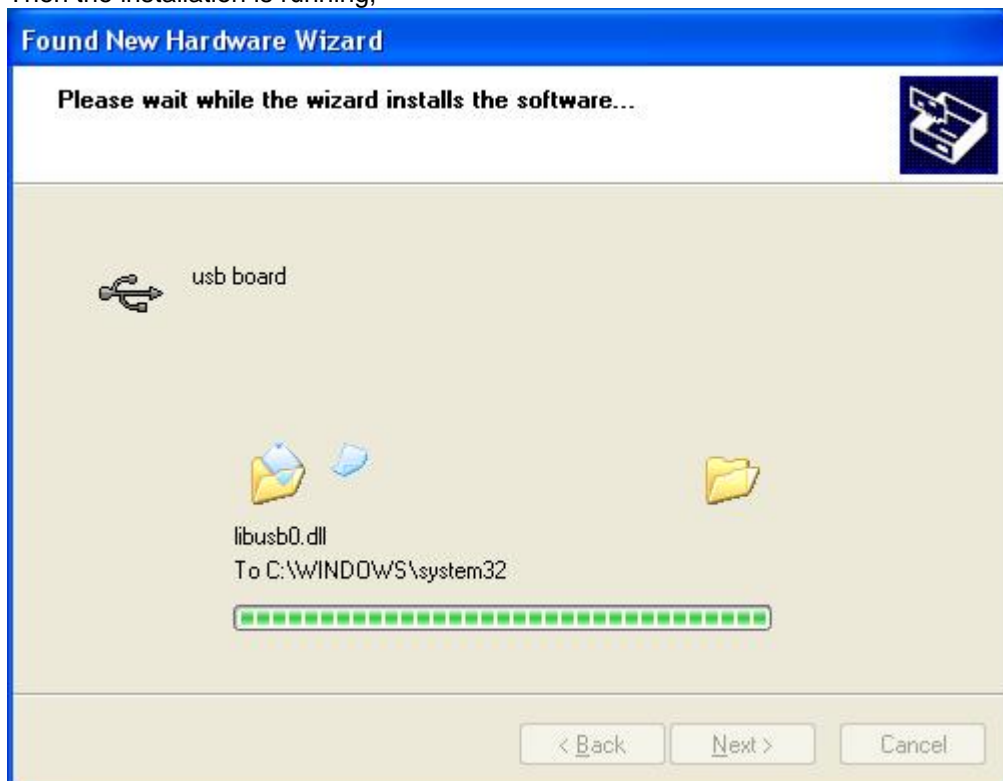 Then the installation is running;
Found New Hardware Wizard
Please wait while the wizard installs the software...
usb board
libusb0.dll
To C:\WINDOWS\system32
< Back Next > Cancel